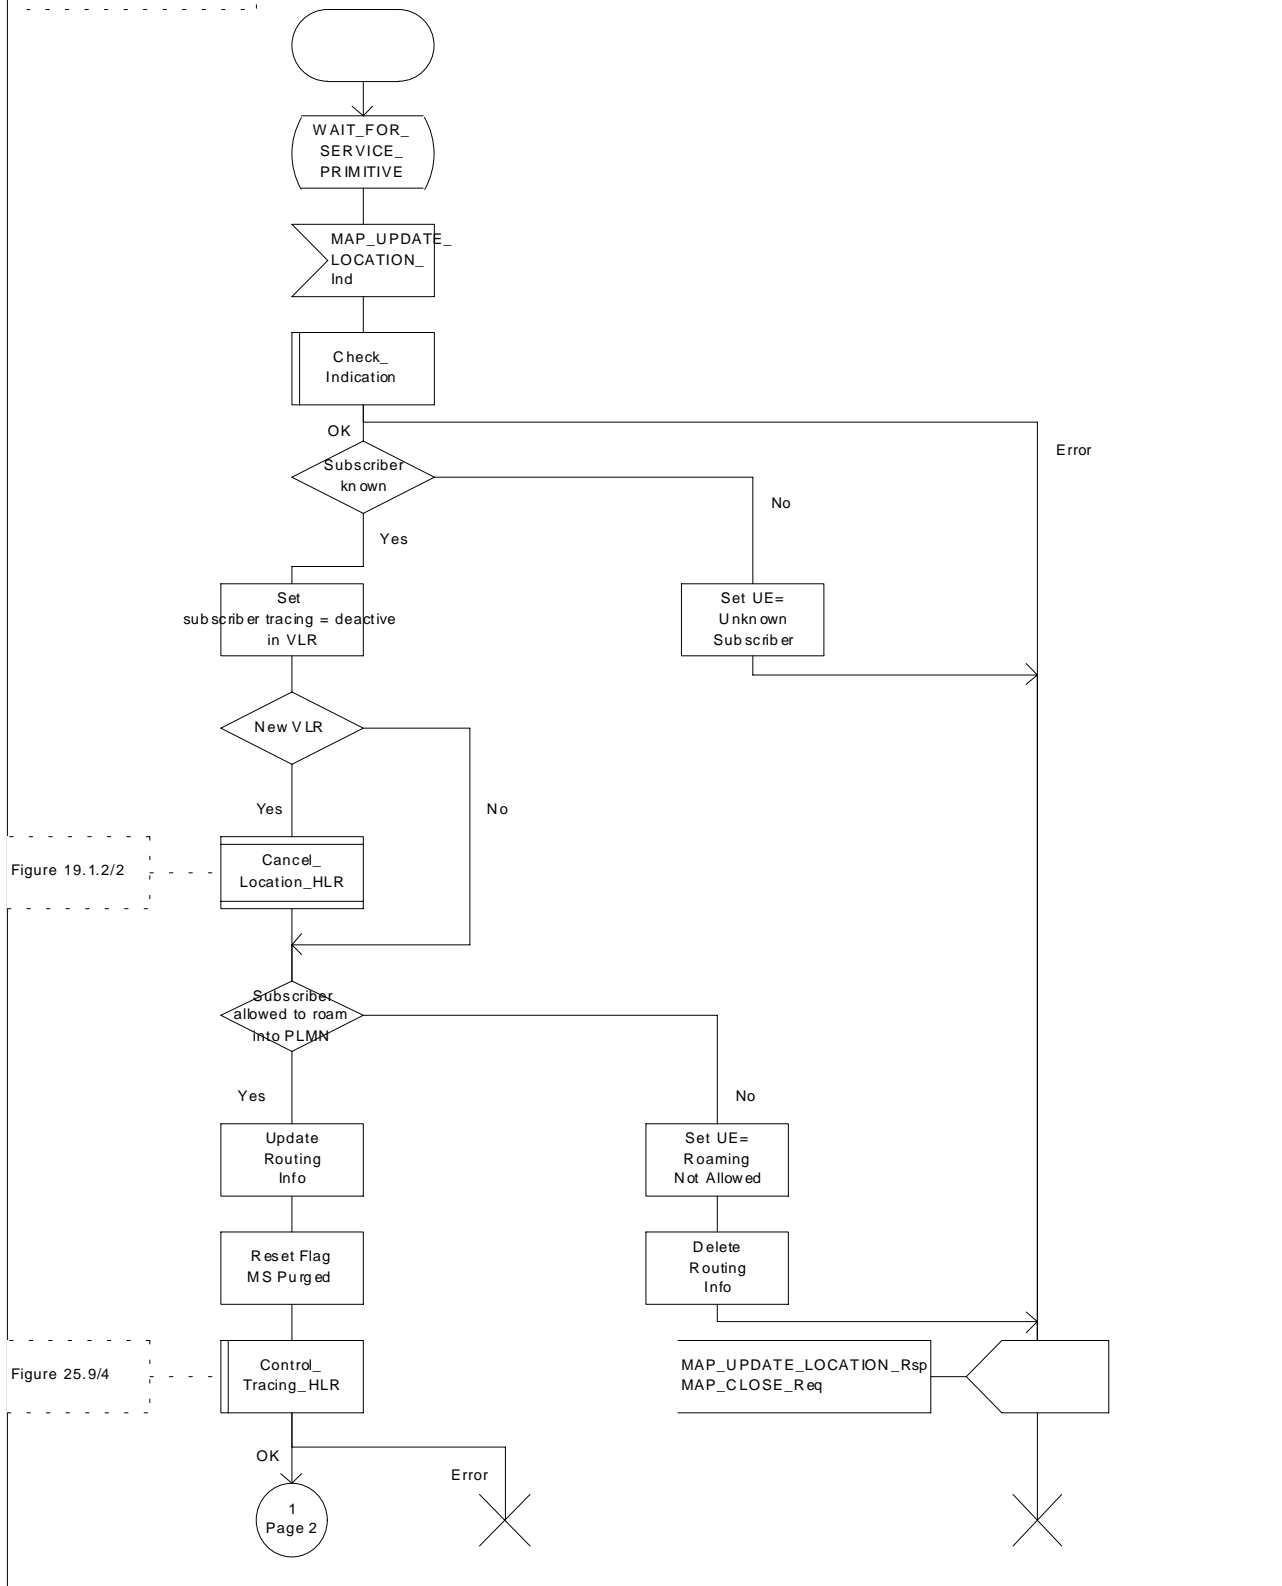 WAIT_FOR_
SERVICE_
PRIMITIVE
MAP_UPDATE_
LOCATION_
Ind
Check_
Indication
OK
Error
Subscriber
known
No
Yes
Set
subscriber tracing = deactive
in VLR
Set UE=
Unknown
Subscriber
New VLR
Yes
No
Figure 19.1.2/2
Cancel_
Location_HLR
Subscriber
allowed to roam
into PLMN
Yes
No
Update
Routing
Info
Set UE=
Roaming
Not Allowed
Reset Flag
MS Purged
Delete
Routing
Info
Figure 25.9/4
Control_
Tracing_HLR
MAP_UPDATE_LOCATION_Rsp
MAP_CLOSE_Req
OK
Error
1
Page 2